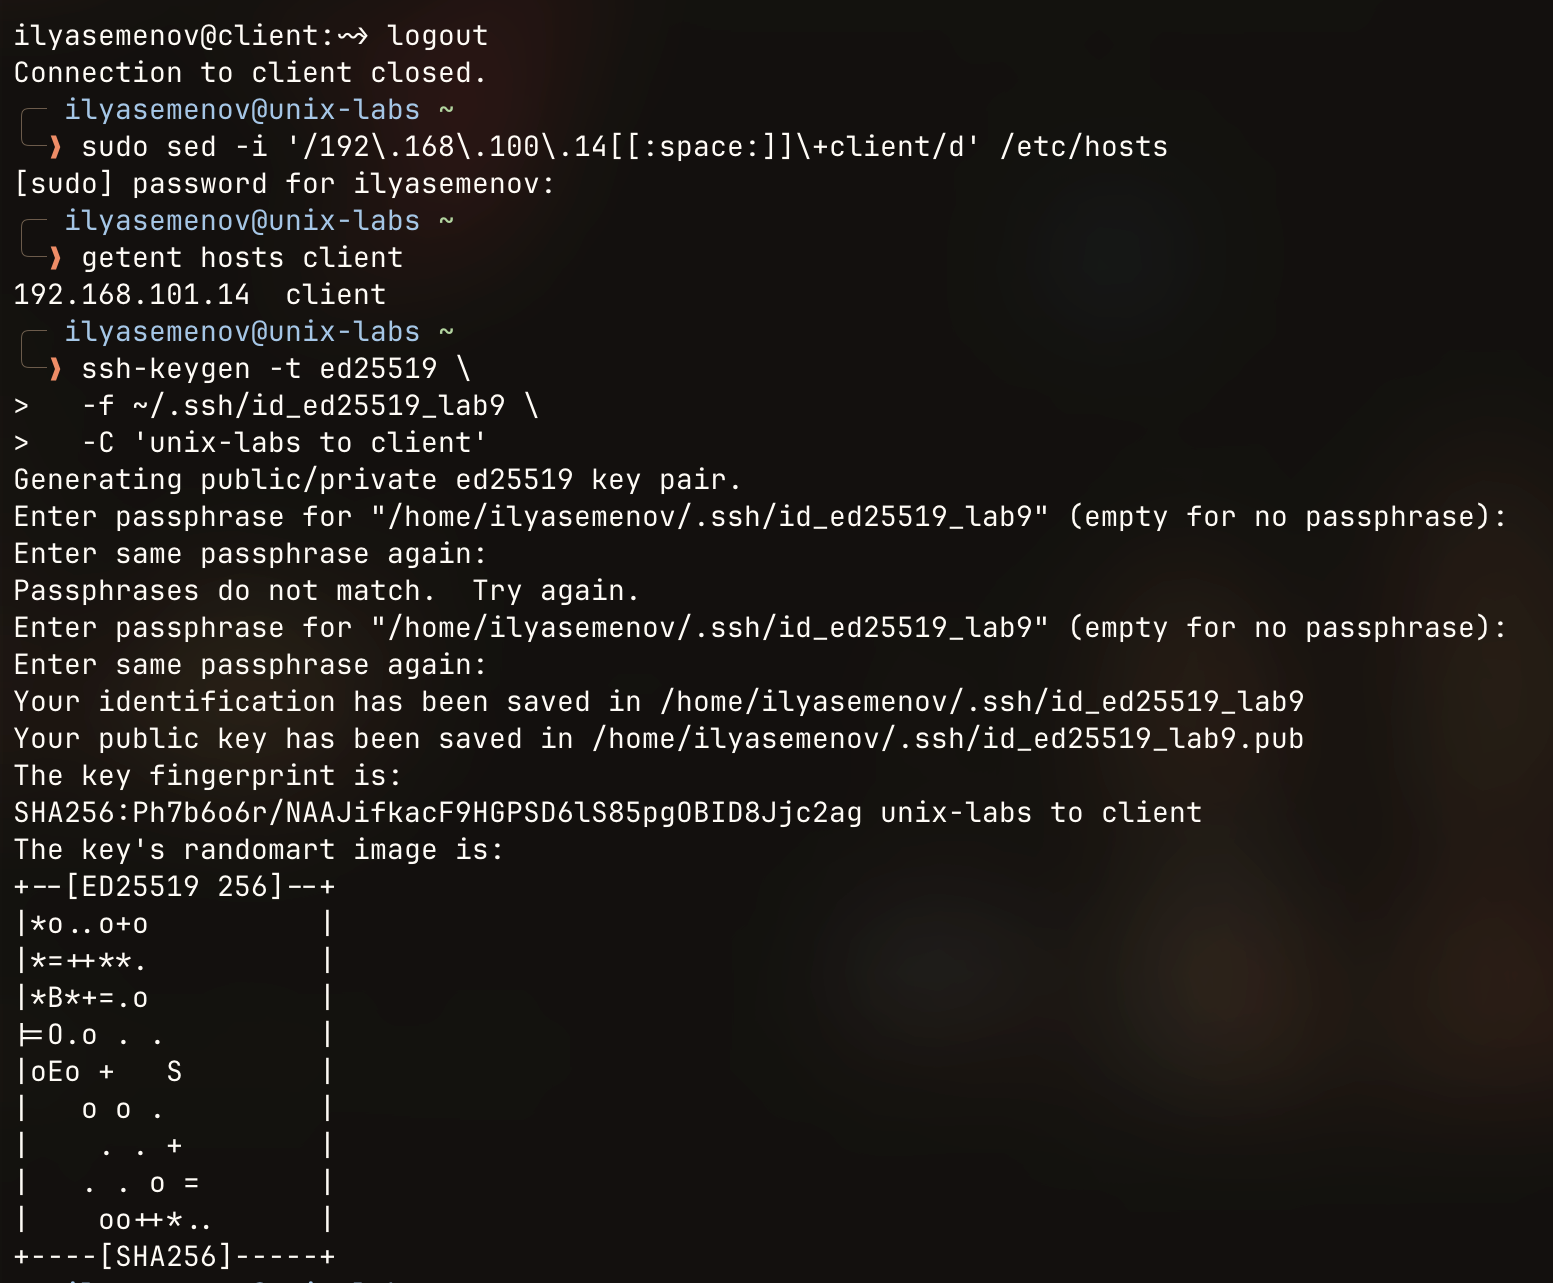 ilyasemenov@client:~> logout
Connection to client closed.
ilyasemenov@unix-labs ~
❱ sudo sed -i '/192\.168\.100\.14[[:space:]]\+client/d' /etc/hosts
[sudo] password for ilyasemenov:
ilyasemenov@unix-labs ~
❱ getent hosts client
192.168.101.14  client
ilyasemenov@unix-labs ~
❱ ssh-keygen -t ed25519 \
>   -f ~/.ssh/id_ed25519_lab9 \
>   -C 'unix-labs to client'
Generating public/private ed25519 key pair.
Enter passphrase for "/home/ilyasemenov/.ssh/id_ed25519_lab9" (empty for no passphrase):
Enter same passphrase again:
Passphrases do not match.  Try again.
Enter passphrase for "/home/ilyasemenov/.ssh/id_ed25519_lab9" (empty for no passphrase):
Enter same passphrase again:
Your identification has been saved in /home/ilyasemenov/.ssh/id_ed25519_lab9
Your public key has been saved in /home/ilyasemenov/.ssh/id_ed25519_lab9.pub
The key fingerprint is:
SHA256:Ph7b6o6r/NAAJifkacF9HGPSD6lS85pgOBID8Jjc2ag unix-labs to client
The key's randomart image is:
+--[ED25519 256]--+
|*o..o+o          |
|*=++**.          |
|*B*+=.o          |
|=O.o . .         |
|oEo +   S        |
|   o o .         |
|    . . +        |
|   . . o =       |
|    oo++*..      |
+----[SHA256]-----+